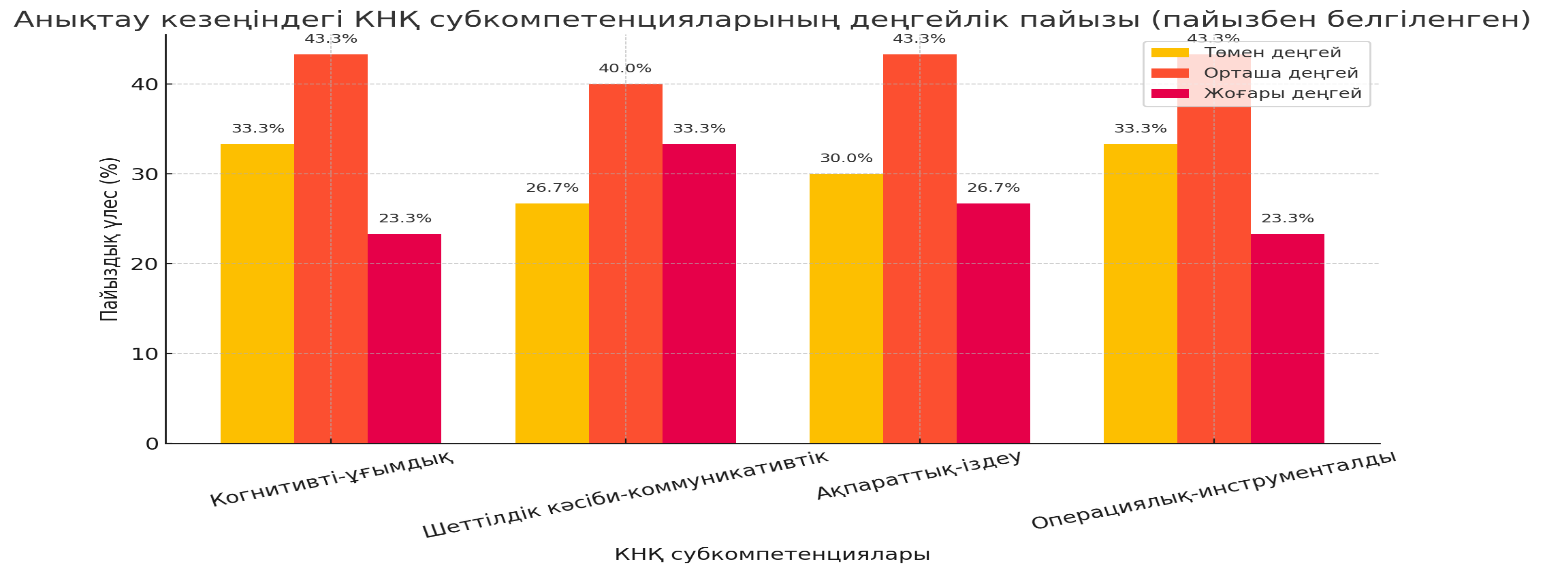 Анықтау кезеңіндегі КНҚ субкомпетенцияларының деңгейлік пайызы (пайызбен белгіленген)
43.3%
43.3%
43.3%
Төмен деңгей
Орташа деңгей
Жоғары деңгей
40.0%
33.3%
33.3%
33.3%
30.0%
26.7%
26.7%
23.3%
23.3%
40
30
20
10
0
Пайыздық үлес (%)
Когнитивті-ұғымдық
Шеттілдік кәсіби-коммуникативтік
Ақпараттық-іздеу
Операциялық-инструменталды
КНҚ субкомпетенциялары